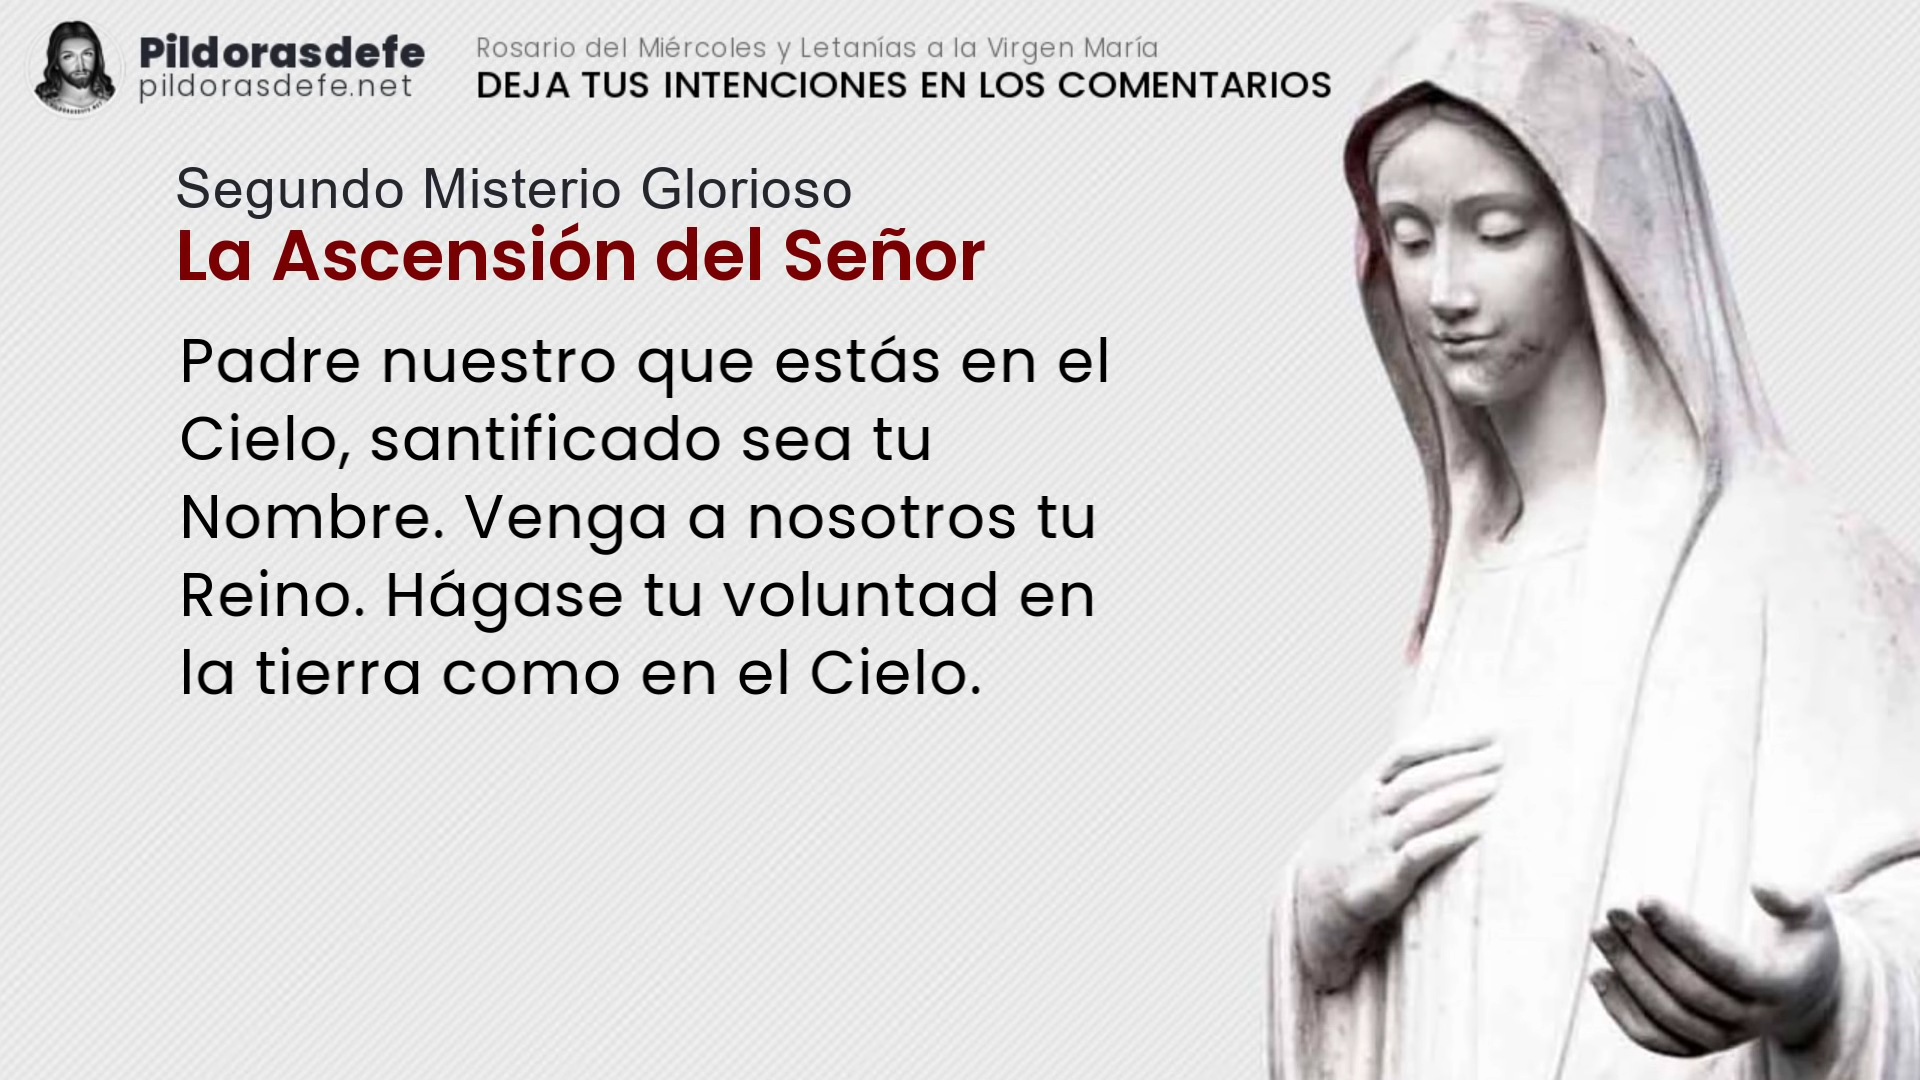 Pildorasdefe
pildorasdefe.net
Rosario del Miércoles y Letanías a la Virgen María
DEJA TUS INTENCIONES EN LOS COMENTARIOS
Segundo Misterio Glorioso
La Ascensión del Señor
Padre nuestro que estás en el
Cielo, santificado sea tu
Nombre. Venga a nosotros tu
Reino. Hágase tu voluntad en
la tierra como en el Cielo.